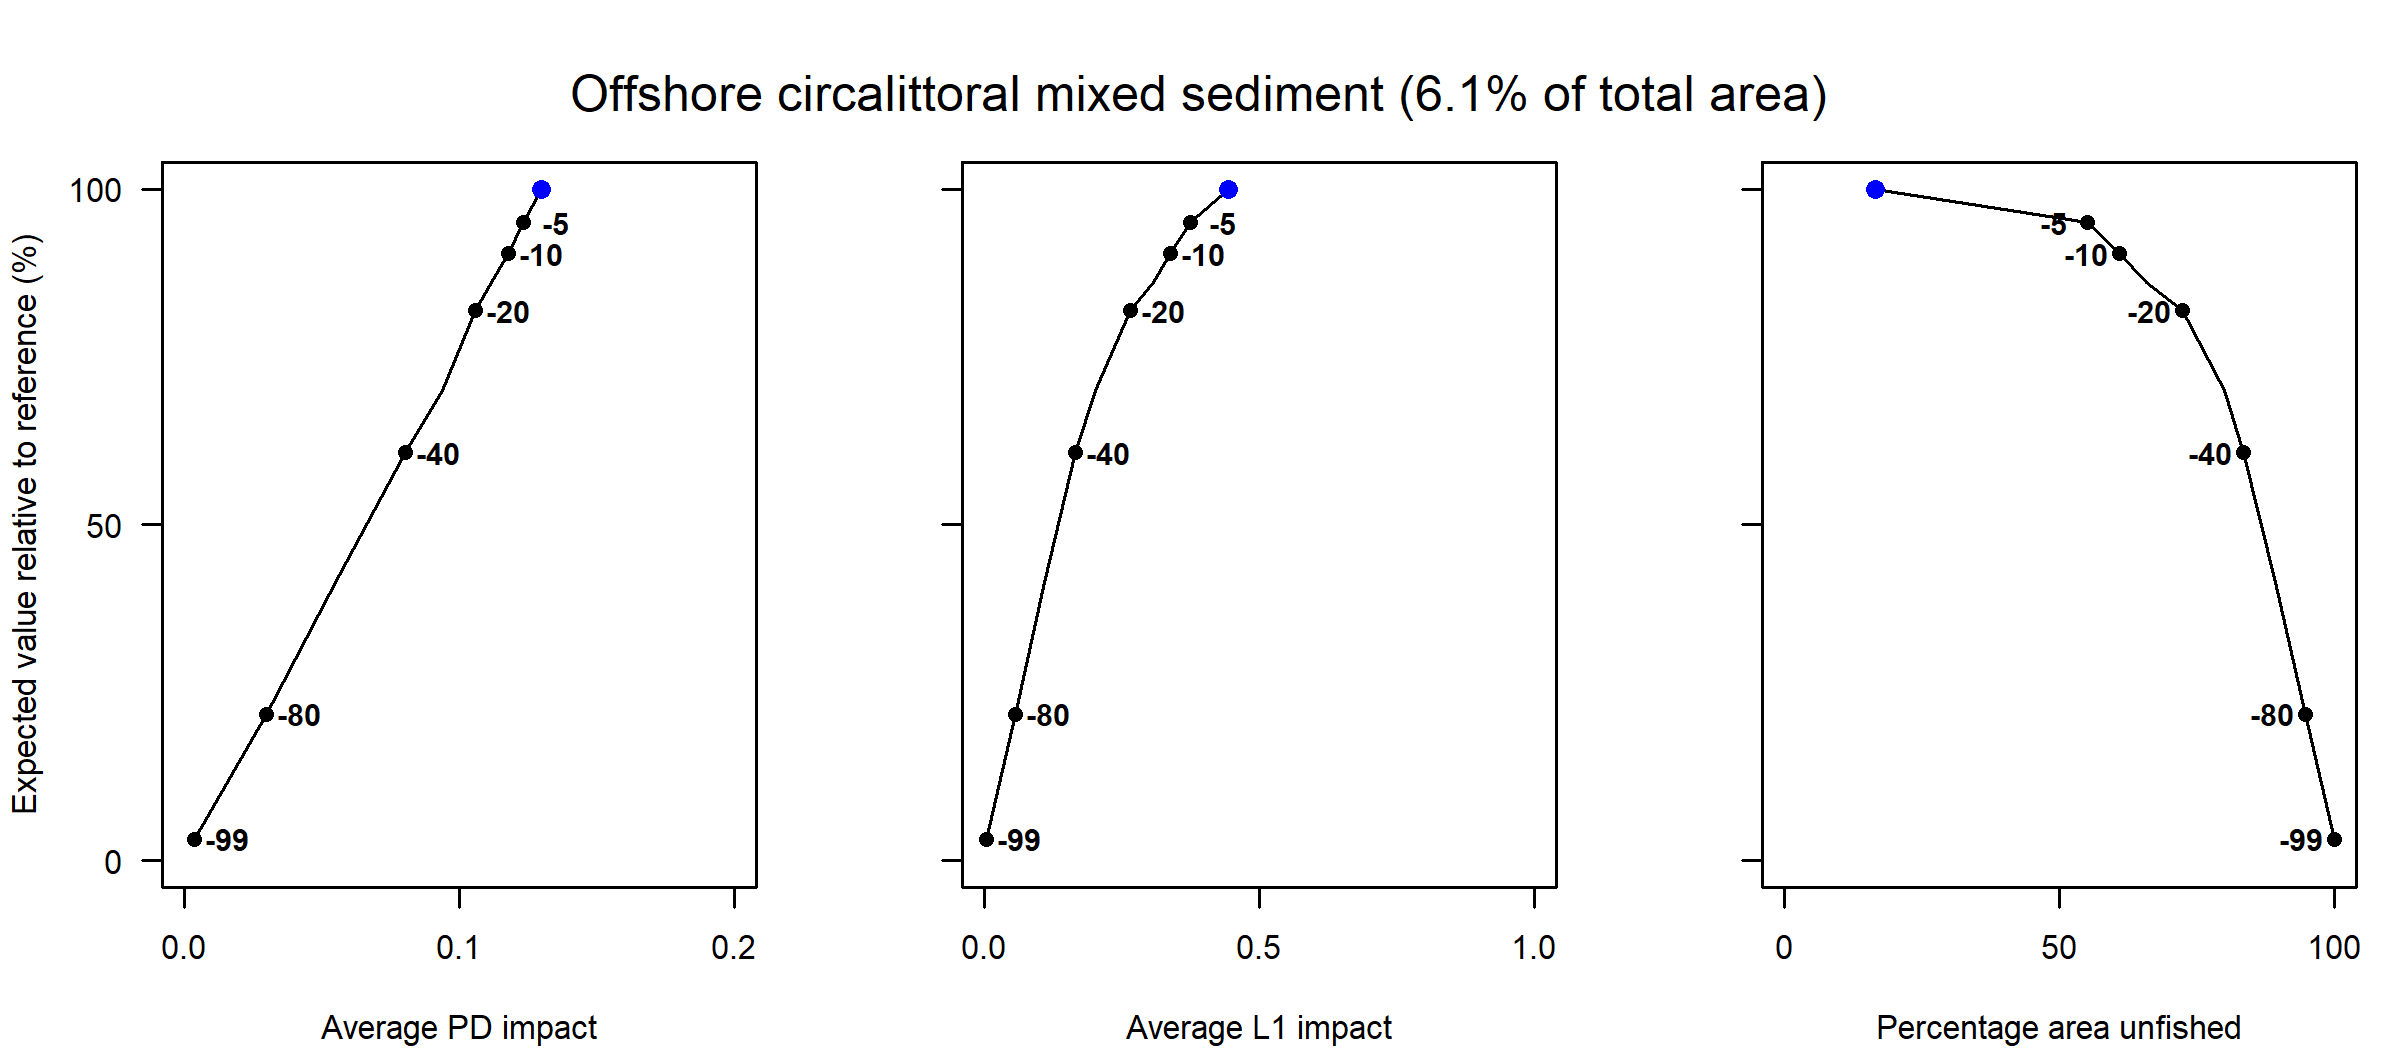 Offshore circalittoral mixed sediment (6.1% of total area)
Expected value relative to reference (%)
100
50
0
-5
-10
-20
-40
-80
-99
0.0 0.1 0.2
Average PD impact
-5
-10
-20
-40
-80
-99
0.0 0.5 1.0
Average L1 impact
-5
-10
-20
-40
-80
-99
0 50 100
Percentage area unfished